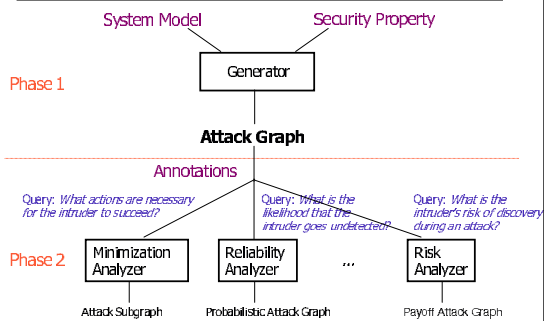 System Model
Security Property
Generator
Phase 1
Attack Graph
Annotations
Query: What actions are necessary
for the intruder to succeed?
Query: What is the
likelihood that the
intruder goes undetected?
Query: What is the
intruder's risk of discovery
during an attack?
Phase 2
Minimization
Analyzer
Reliability
Analyzer
...
Risk
Analyzer
Attack Subgraph
Probabilistic Attack Graph
Payoff Attack Graph